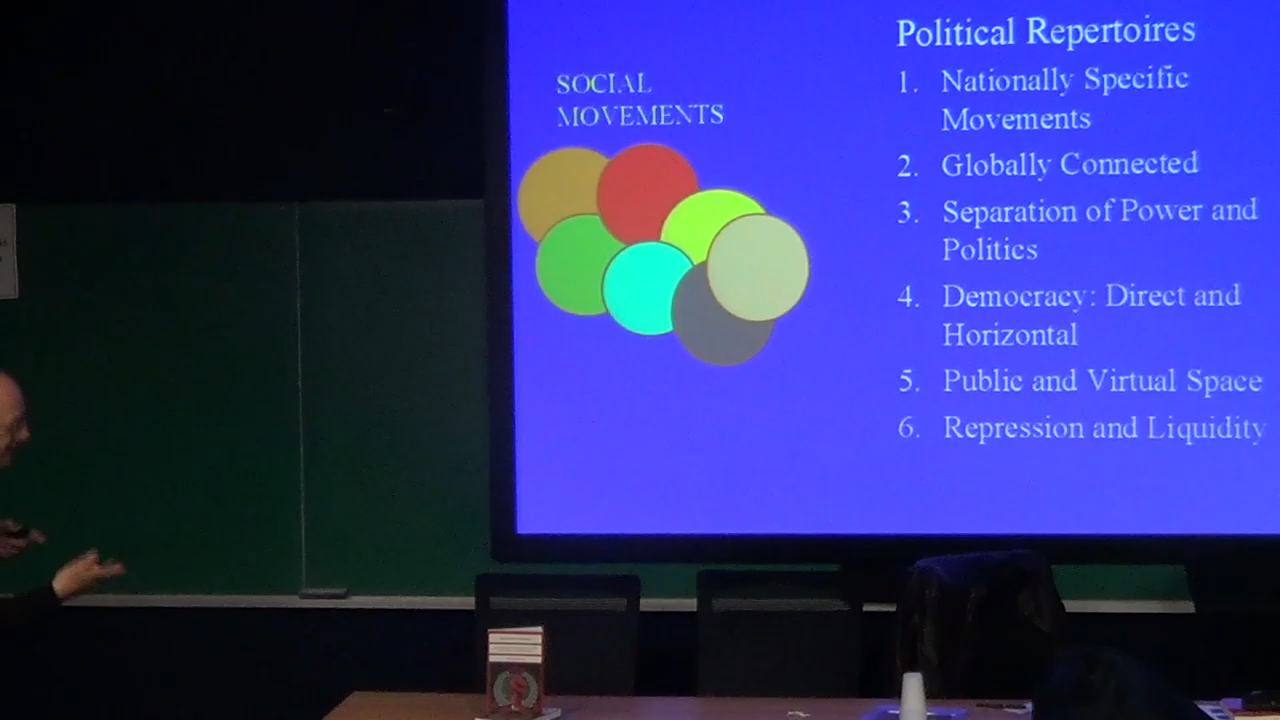 SOCIAL
MOVEMENTS
Political Repertoires
1. Nationally Specific
Movements
2. Globally Connected
3. Separation of Power and
Politics
4. Democracy: Direct and
Horizontal
5. Public and Virtual Space
6. Repression and Liquidity